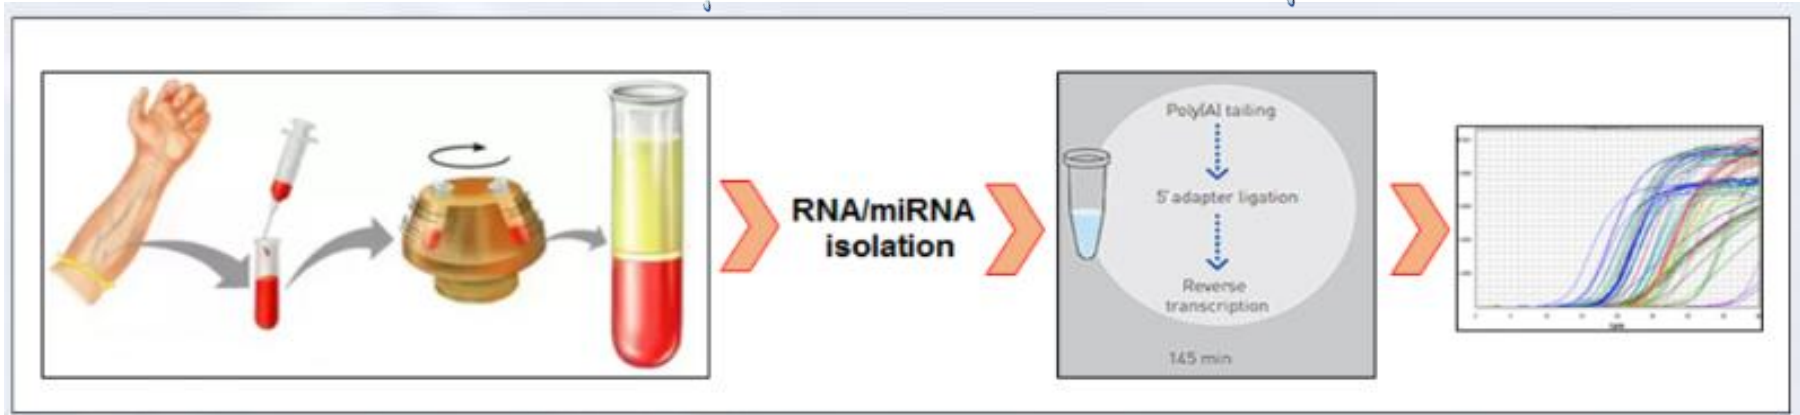 RNA/miRNA
isolation
Poly(A) tailing
5' adapter ligation
Reverse
transcription
145 min